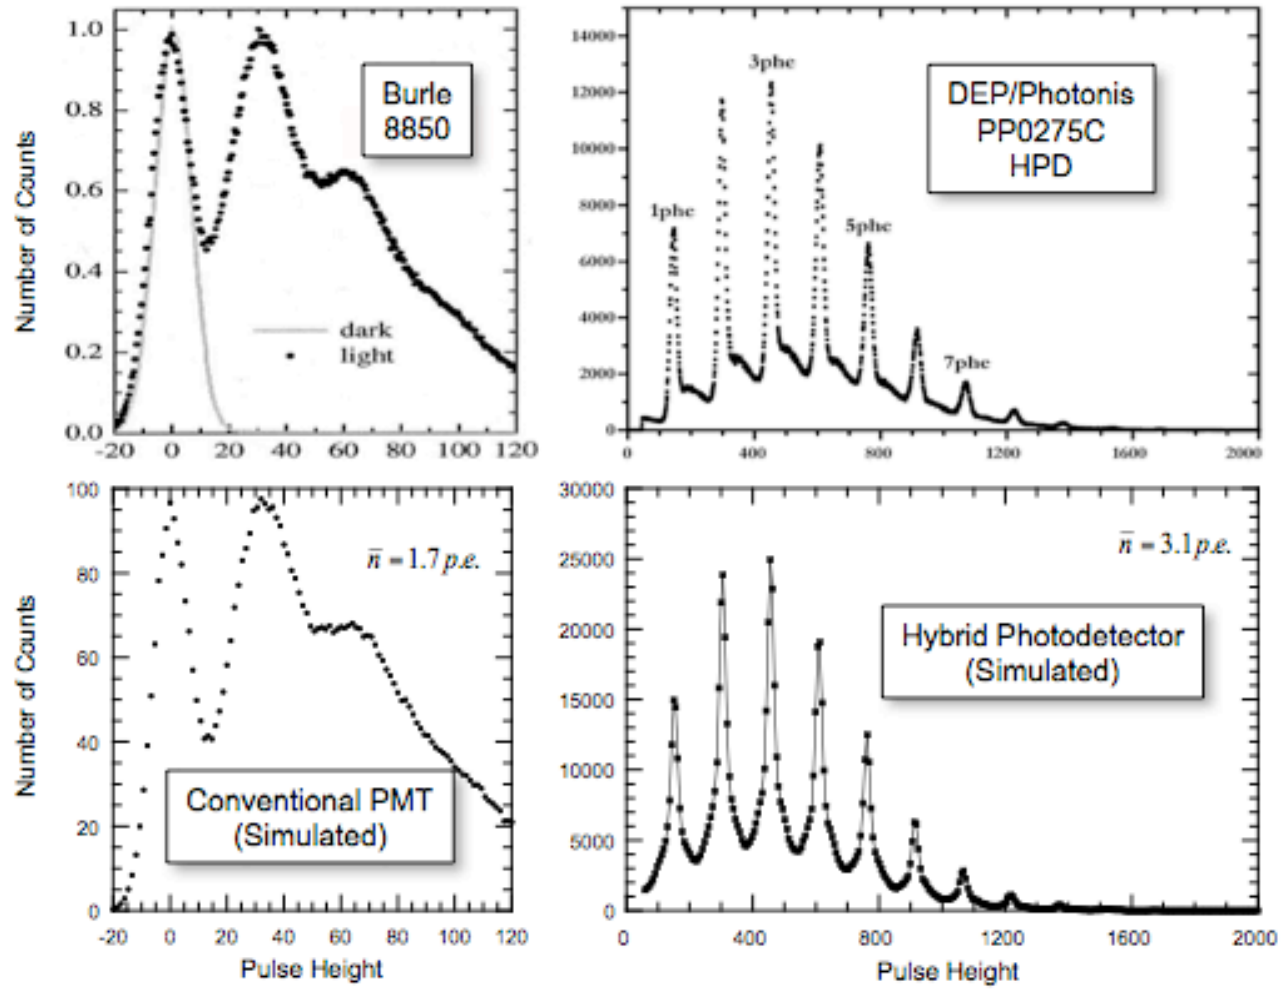 Number of Counts
1.0
0.8
0.6
0.4
0.2
0.0
-20 0 20 40 60 80 100 120
Burle
8850
dark
light
14000
12000
10000
8000
6000
4000
2000
0
0 400 800 1200 1600 2000
1phe
3phe
5phe
7phe
DEP/Photonis
PP0275C
HPD
Number of Counts
100
80
60
40
20
0
-20 0 20 40 60 80 100 120
Pulse Height
n̅ = 1.7 p.e.
Conventional PMT
(Simulated)
30000
25000
20000
15000
10000
5000
0
0 400 800 1200 1600 2000
Pulse Height
n̅ = 3.1 p.e.
Hybrid Photodetector
(Simulated)